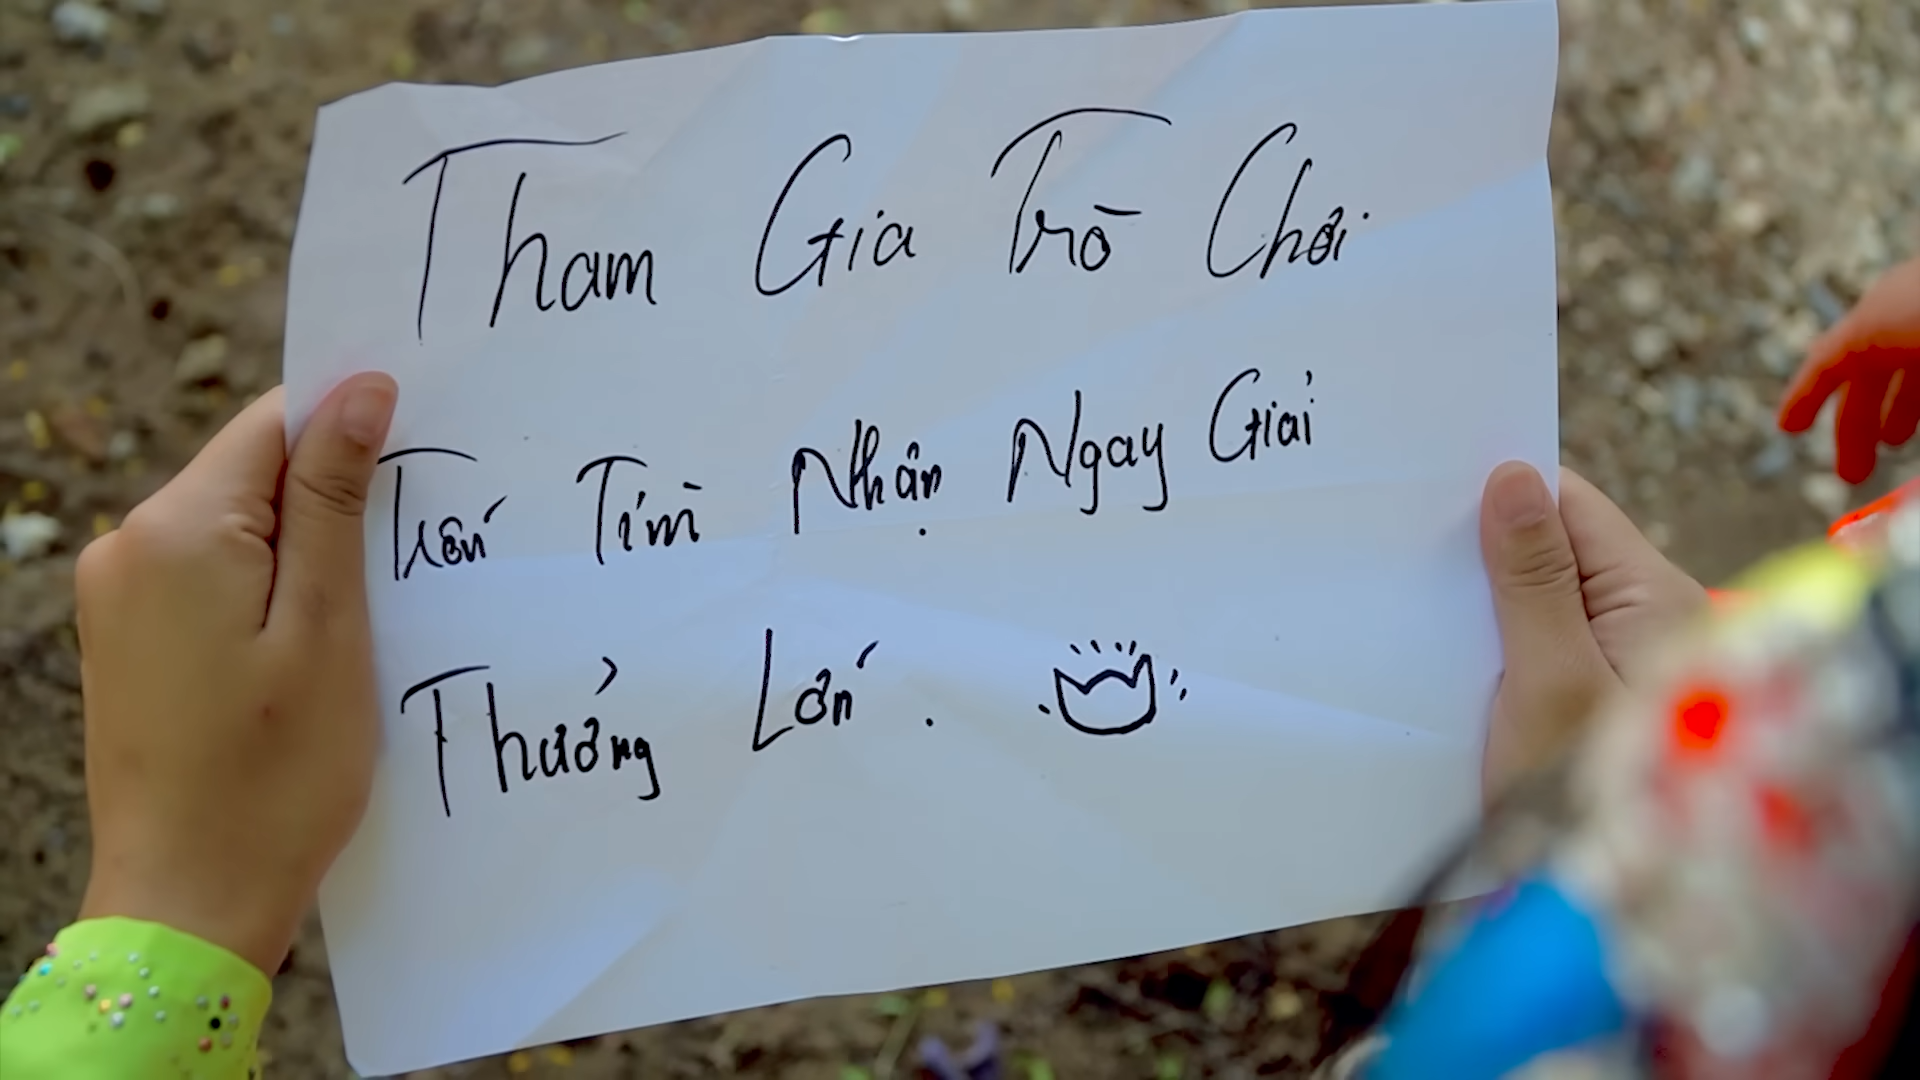 Tham Gia Trò Chơi
Trốn Tìm Nhận Ngay Giải
Thưởng Lớn.